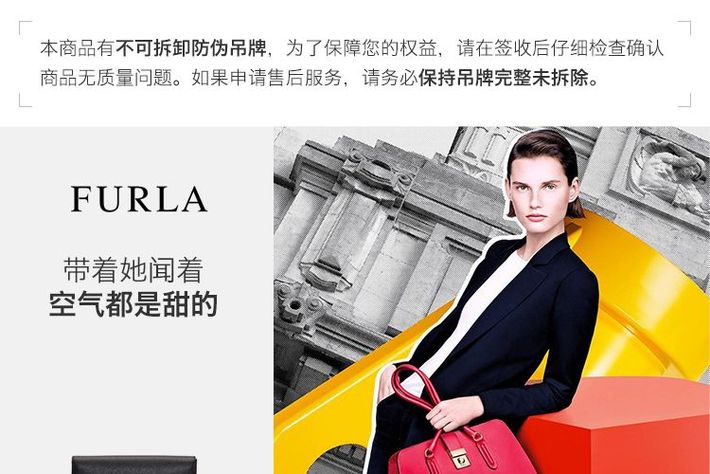 本商品有不可拆卸防伪吊牌，为了保障您的权益，请在签收后仔细检查确认
商品无质量问题。如果申请售后服务，请务必保持吊牌完整未拆除。
FURLA
带着她闻着
空气都是甜的